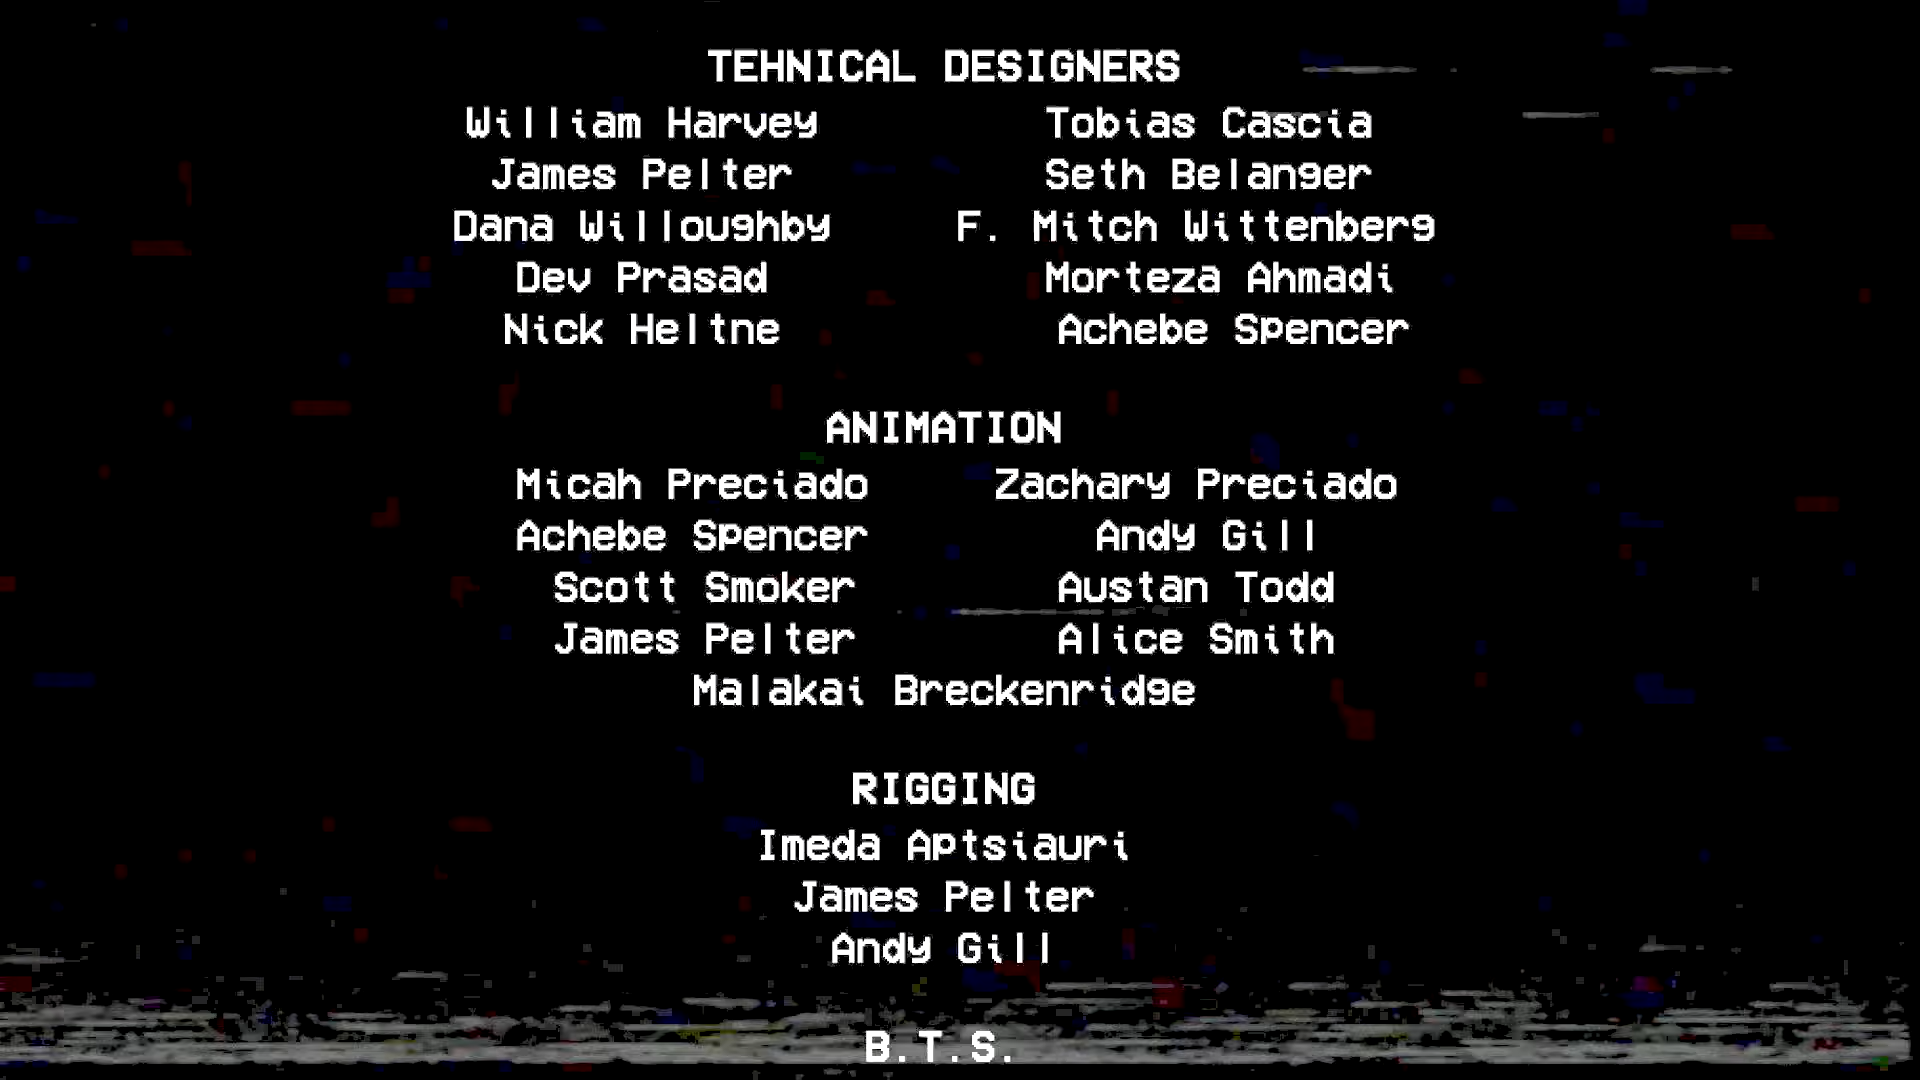 TEHNICAL DESIGNERS
William Harvey Tobias Cascia
James Pelter Seth Belanger
Dana Willoughby F. Mitch Wittenberg
Dev Prasad Morteza Ahmadi
Nick Heltne Achebe Spencer
ANIMATION
Micah Preciado Zachary Preciado
Achebe Spencer Andy Gill
Scott Smoker Austan Todd
James Pelter Alice Smith
Malakai Breckenridge
RIGGING
Imeda Aptsiauri
James Pelter
Andy Gill
B.T.S.